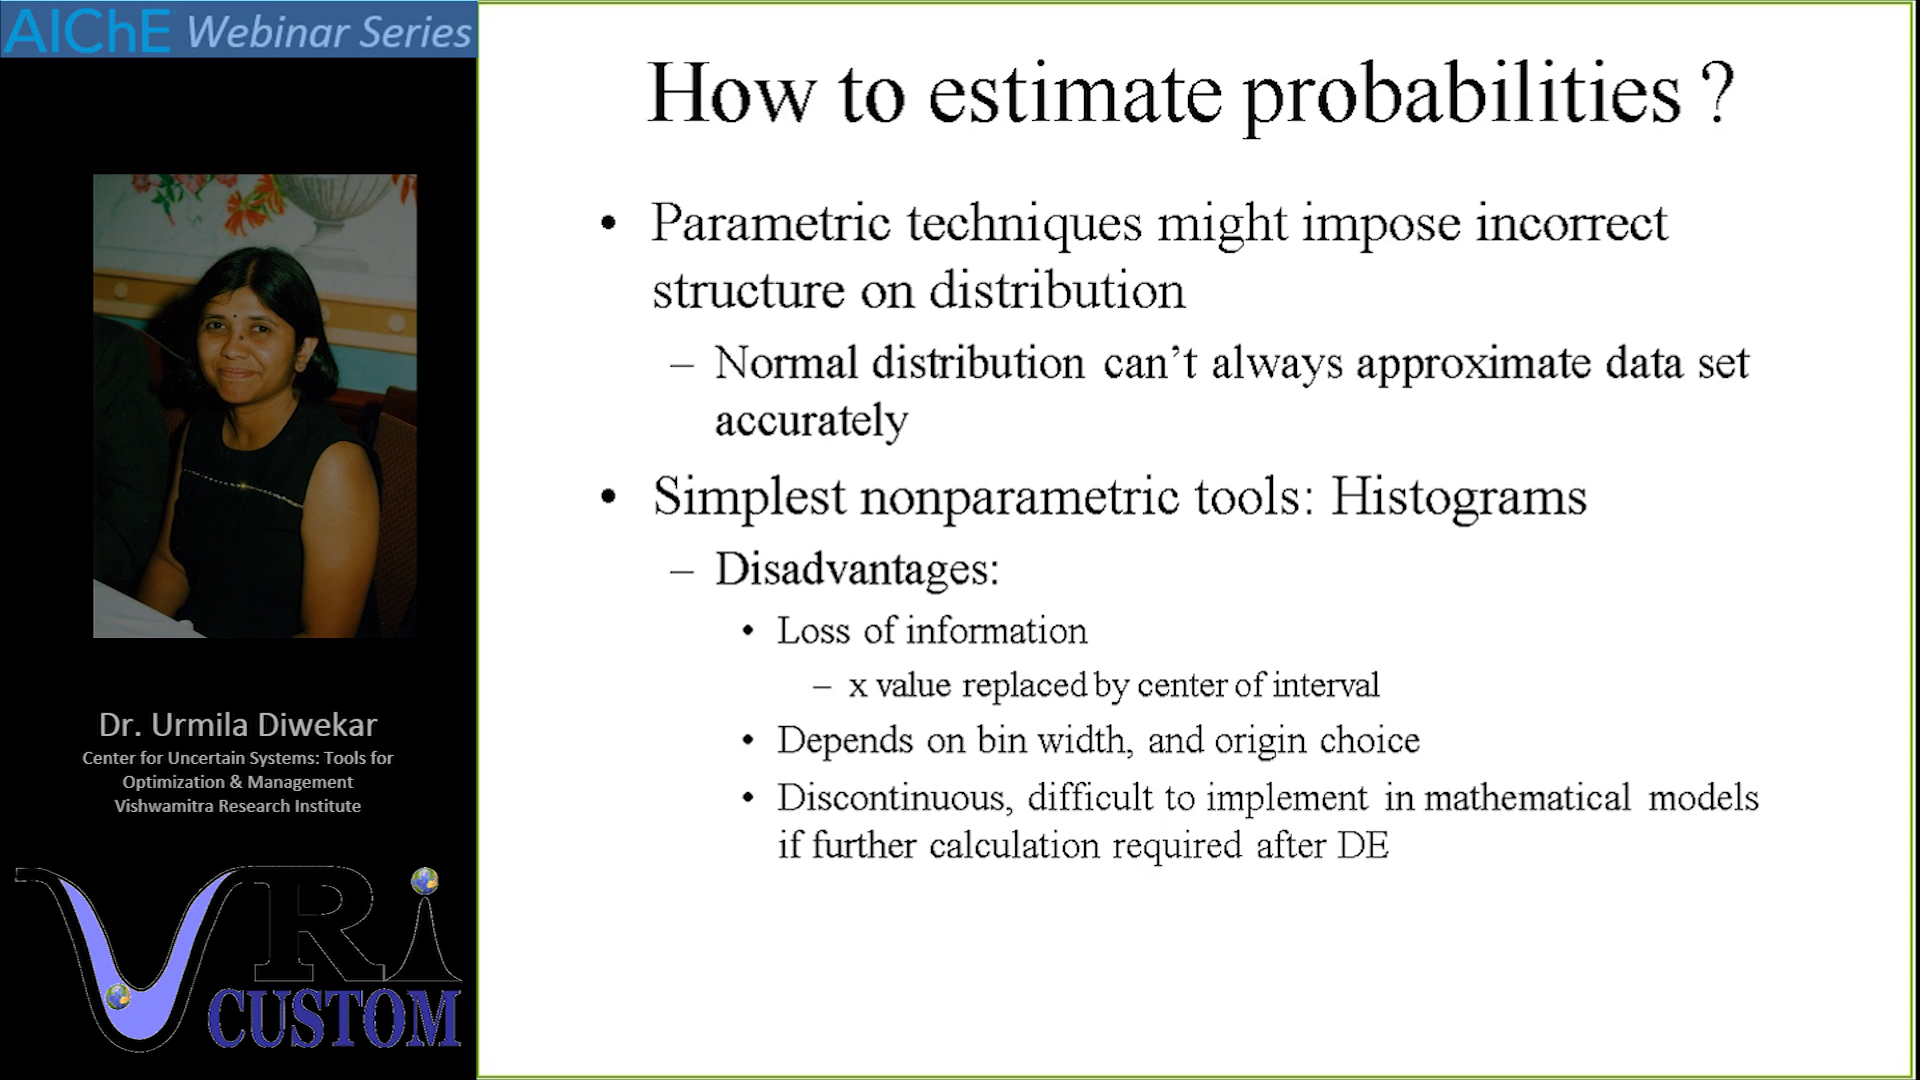 AIChE Webinar Series
How to estimate probabilities ?
• Parametric techniques might impose incorrect
structure on distribution
– Normal distribution can’t always approximate data set
accurately
• Simplest nonparametric tools: Histograms
– Disadvantages:
• Loss of information
– x value replaced by center of interval
• Depends on bin width, and origin choice
• Discontinuous, difficult to implement in mathematical models
if further calculation required after DE
Dr. Urmila Diwekar
Center for Uncertain Systems: Tools for
Optimization & Management
Vishwamitra Research Institute
VRi
CUSTOM